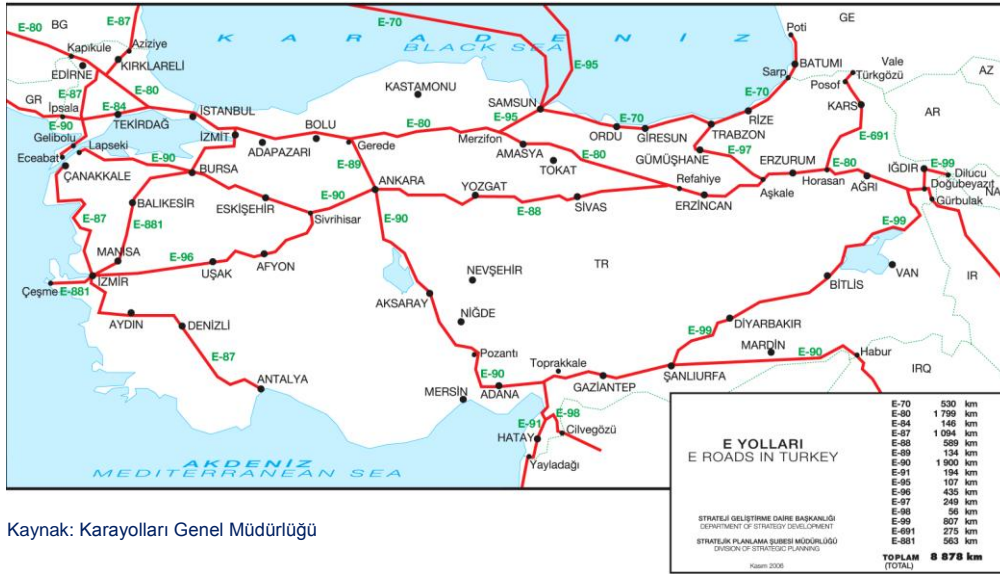 E-80
BG
E-87
E-70
GE
Poti
K A R A D E N İ Z
BLACK SEA
Kapıkule
Aziziye
EDİRNE
KIRKLARELİ
E-95
BATUMI
Vale
Türkgözü
AZ
Sarp
Posof
KASTAMONU
GR
İpsala
E-87
E-80
E-84
İSTANBUL
SAMSUN
E-70
E-70
RİZE
KARS
AR
E-90
TEKİRDAĞ
E-95
ORDU
GİRESUN
TRABZON
Gelibolu
İZMİT
BOLU
E-80
Merzifon
E-691
Lapseki
ADAPAZARI
Gerede
AMASYA
GÜMÜŞHANE
E-97
Eceabat
E-90
E-89
TOKAT
E-80
ERZURUM
E-80
IĞDIR
E-99
Dilucu
ÇANAKKALE
BURSA
Refahiye
Horasan
AĞRI
Doğubeyazıt
NA
ANKARA
YOZGAT
Aşkale
Gürbulak
E-90
ESKİŞEHİR
E-88
SİVAS
ERZİNCAN
BALIKESİR
Sivrihisar
E-90
E-87
E-881
E-99
MANİSA
E-96
AFYON
TR
UŞAK
NEVŞEHİR
VAN
IR
İZMİR
BİTLİS
Çeşme
E-881
AKSARAY
NİĞDE
AYDIN
DENİZLİ
DİYARBAKIR
E-99
MARDİN
E-90
Habur
Pozantı
Toprakkale
E-87
E-90
IRQ
ANTALYA
MERSİN
ADANA
GAZİANTEP
ŞANLIURFA
E-98
E-91
HATAY
Cilvegözü
Yayladağı
AKDENİZ
MEDITERRANEAN SEA
E YOLLARI
E ROADS IN TURKEY
STRATEJİ GELİŞTİRME DAİRE BAŞKANLIĞI
DEPARTMENT OF STRATEGY DEVELOPMENT
STRATEJİK PLANLAMA ŞUBESİ MÜDÜRLÜĞÜ
DIVISION OF STRATEGIC PLANNING
Kasım 2006
E-70 530 km
E-80 1 799 km
E-84 146 km
E-87 1 094 km
E-88 589 km
E-89 134 km
E-90 1 900 km
E-91 194 km
E-95 107 km
E-96 435 km
E-97 249 km
E-98 56 km
E-99 807 km
E-691 275 km
E-881 563 km
TOPLAM 8 878 km
(TOTAL)
Kaynak: Karayolları Genel Müdürlüğü